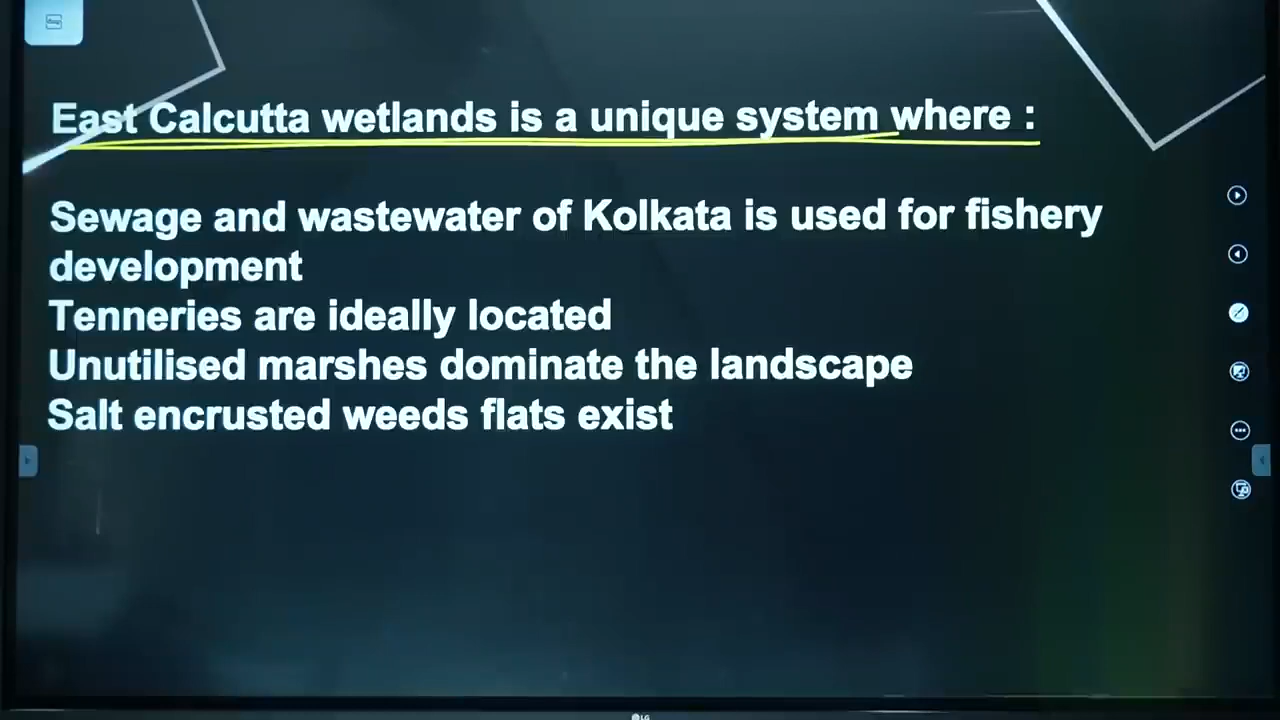 East Calcutta wetlands is a unique system where :
Sewage and wastewater of Kolkata is used for fishery
development
Tenneries are ideally located
Unutilised marshes dominate the landscape
Salt encrusted weeds flats exist
LG